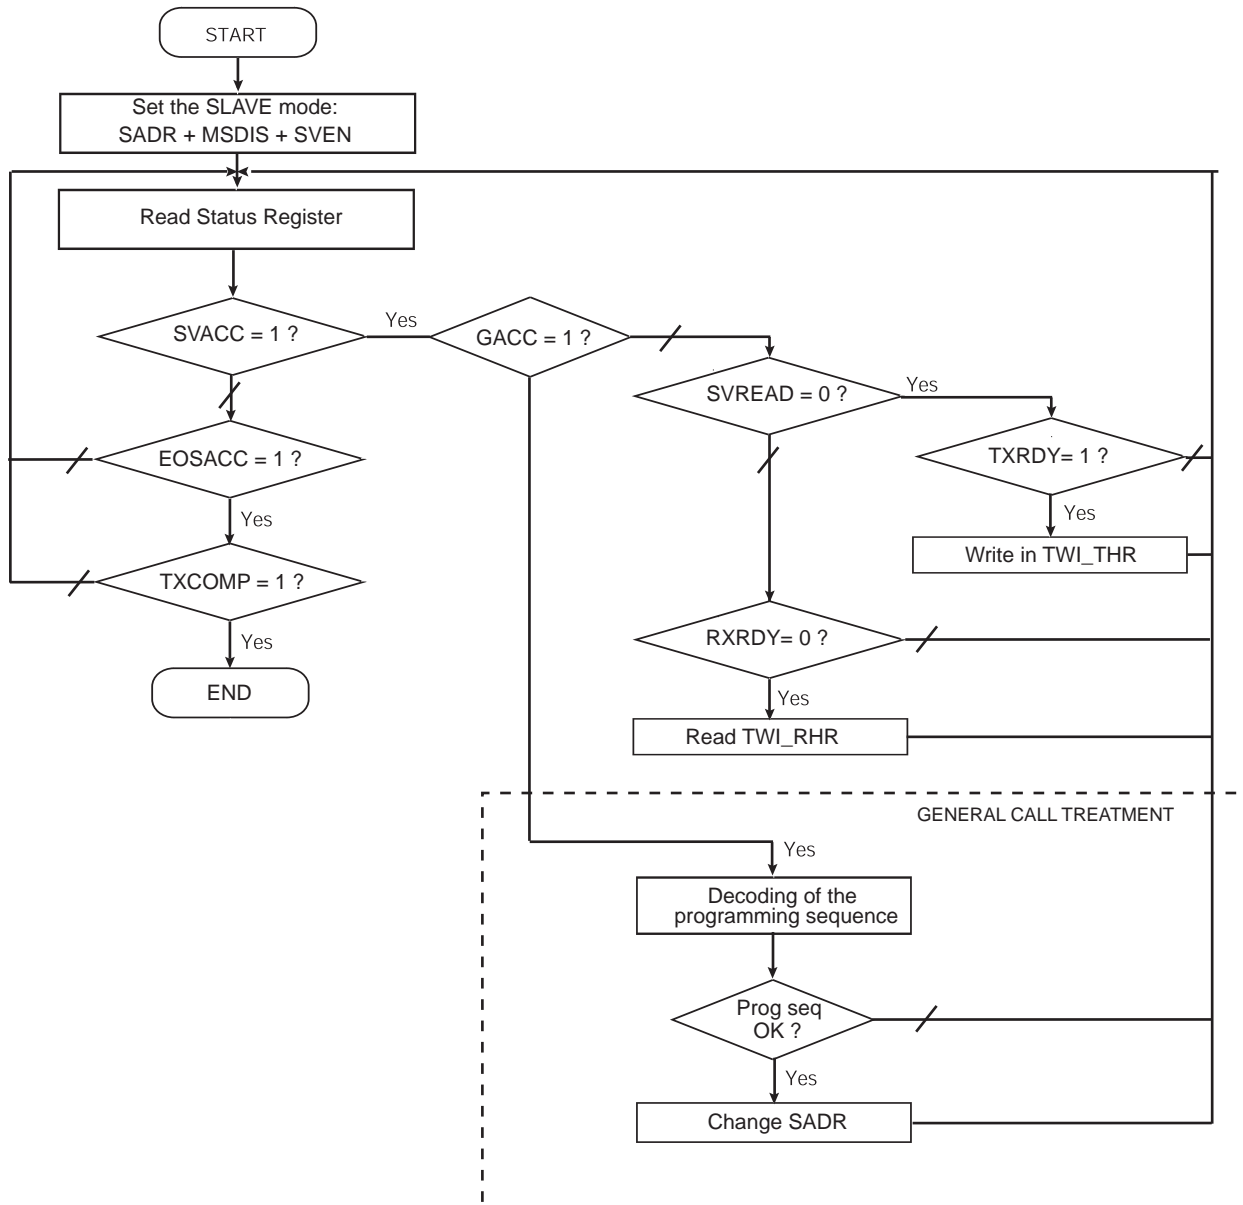 START
Set the SLAVE mode:
SADR + MSDIS + SVEN
Read Status Register
SVACC = 1 ?
Yes
GACC = 1 ?
SVREAD = 0 ?
Yes
EOSACC = 1 ?
TXRDY= 1 ?
Yes
Yes
Write in TWI_THR
TXCOMP = 1 ?
Yes
RXRDY= 0 ?
END
Yes
Read TWI_RHR
GENERAL CALL TREATMENT
Yes
Decoding of the
programming sequence
Prog seq
OK ?
Yes
Change SADR